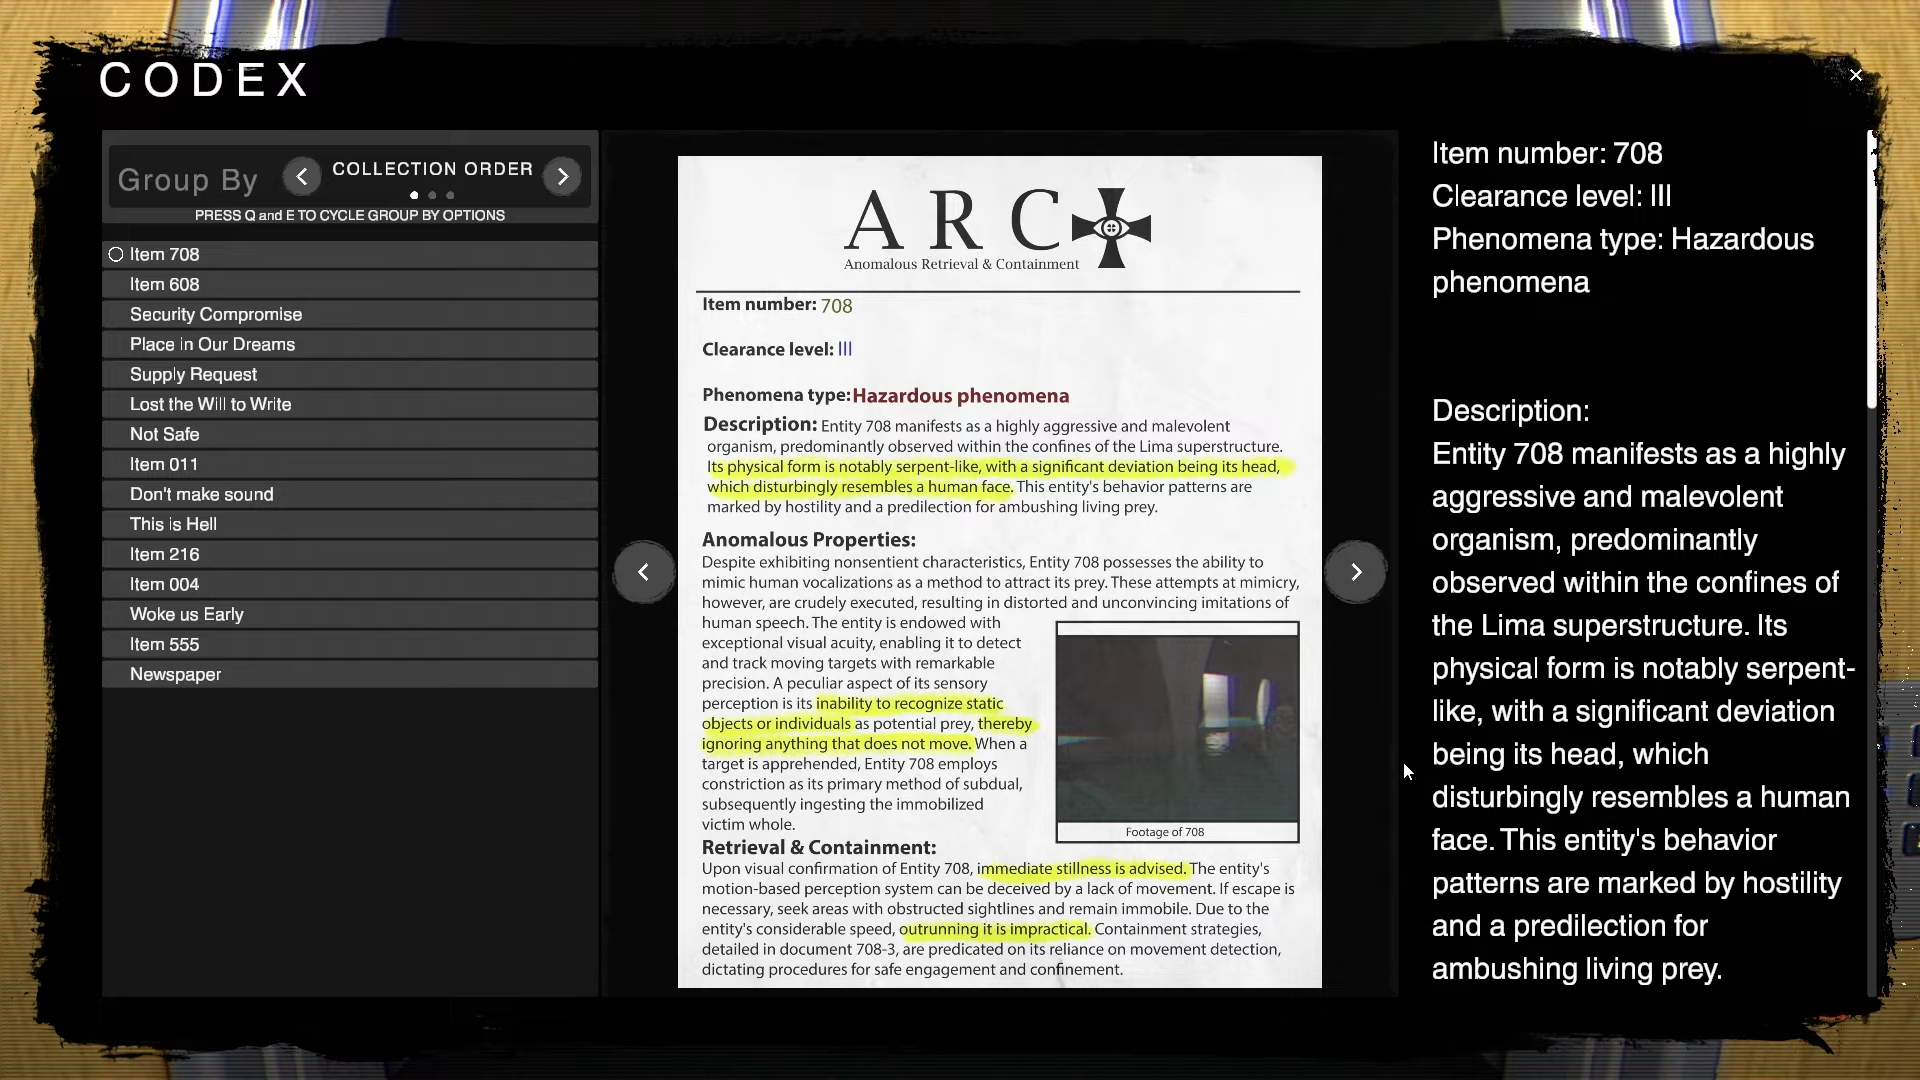 CODEX
Group By
COLLECTION ORDER
PRESS Q and E TO CYCLE GROUP BY OPTIONS
Item 708
Item 608
Security Compromise
Place in Our Dreams
Supply Request
Lost the Will to Write
Not Safe
Item 011
Don't make sound
This is Hell
Item 216
Item 004
Woke us Early
Item 555
Newspaper
ARC
Anomalous Retrieval & Containment
Item number: 708
Clearance level: III
Phenomena type: Hazardous phenomena
Description: Entity 708 manifests as a highly aggressive and malevolent
organism, predominantly observed within the confines of the Lima superstructure.
Its physical form is notably serpent-like, with a significant deviation being its head,
which disturbingly resembles a human face. This entity's behavior patterns are
marked by hostility and a predilection for ambushing living prey.
Anomalous Properties:
Despite exhibiting nonsentient characteristics, Entity 708 possesses the ability to
mimic human vocalizations as a method to attract its prey. These attempts at mimicry,
however, are crudely executed, resulting in distorted and unconvincing imitations of
human speech. The entity is endowed with
exceptional visual acuity, enabling it to detect
and track moving targets with remarkable
precision. A peculiar aspect of its sensory
perception is its inability to recognize static
objects or individuals as potential prey, thereby
ignoring anything that does not move. When a
target is apprehended, Entity 708 employs
constriction as its primary method of subdual,
subsequently ingesting the immobilized
victim whole.
Footage of 708
Retrieval & Containment:
Upon visual confirmation of Entity 708, immediate stillness is advised. The entity's
motion-based perception system can be deceived by a lack of movement. If escape is
necessary, seek areas with obstructed sightlines and remain immobile. Due to the
entity's considerable speed, outrunning it is impractical. Containment strategies,
detailed in document 708-3, are predicated on its reliance on movement detection,
dictating procedures for safe engagement and confinement.
Item number: 708
Clearance level: III
Phenomena type: Hazardous
phenomena
Description:
Entity 708 manifests as a highly
aggressive and malevolent
organism, predominantly
observed within the confines of
the Lima superstructure. Its
physical form is notably serpent-
like, with a significant deviation
being its head, which
disturbingly resembles a human
face. This entity's behavior
patterns are marked by hostility
and a predilection for
ambushing living prey.